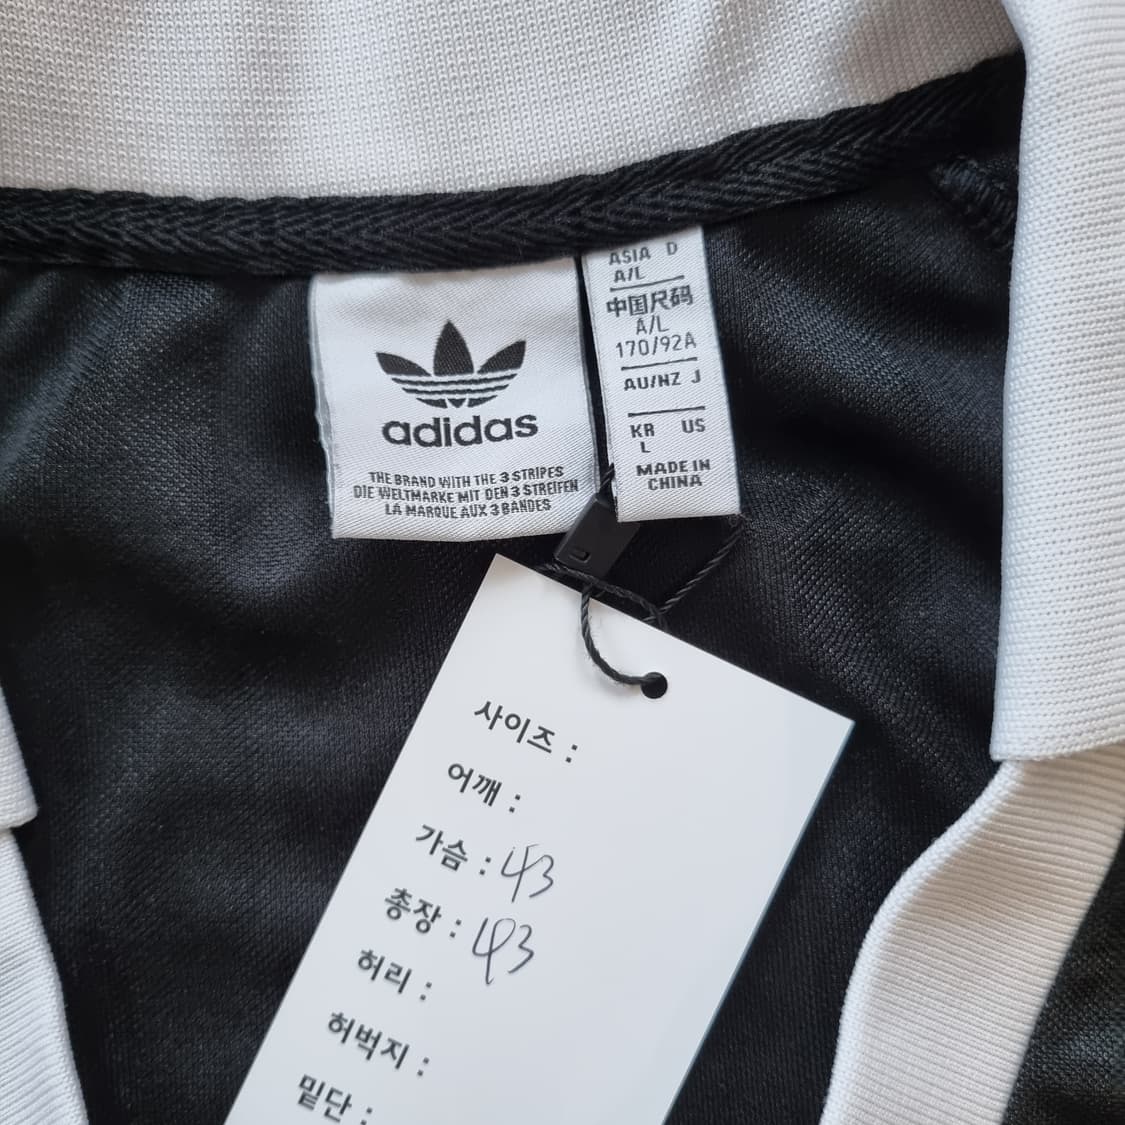 adidas
THE BRAND WITH THE 3 STRIPES
DIE WELTMARKE MIT DEN 3 STREIFEN
LA MARQUE AUX 3 BANDES
ASIA D
A/L
中国尺码
A/L
170/92A
AU/NZ J
KR US
L
MADE IN
CHINA
사이즈 :
어깨 :
가슴 : 43
총장 : 43
허리 :
허벅지 :
밑단 :